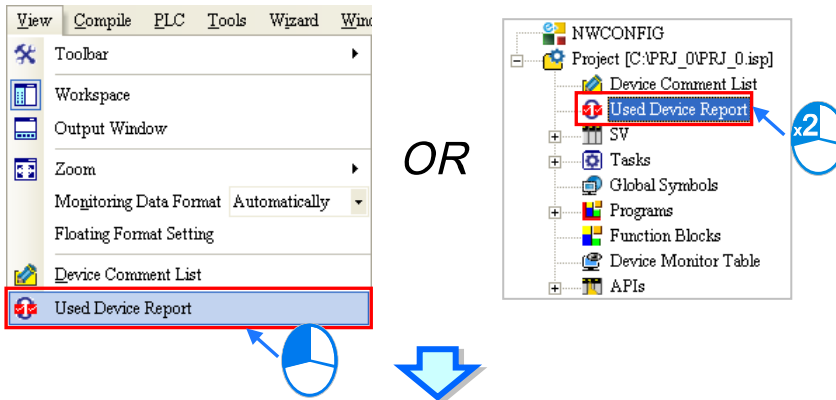 View Compile PLC Tools Wizard
Toolbar
Workspace
Output Window
Zoom
Monitoring Data Format Automatically
Floating Format Setting
Device Comment List
Used Device Report
OR
NWCONFIG
Project [C:\PRJ_0\PRJ_0.isp]
Device Comment List
Used Device Report
x2
SV
Tasks
Global Symbols
Programs
Function Blocks
Device Monitor Table
APIs